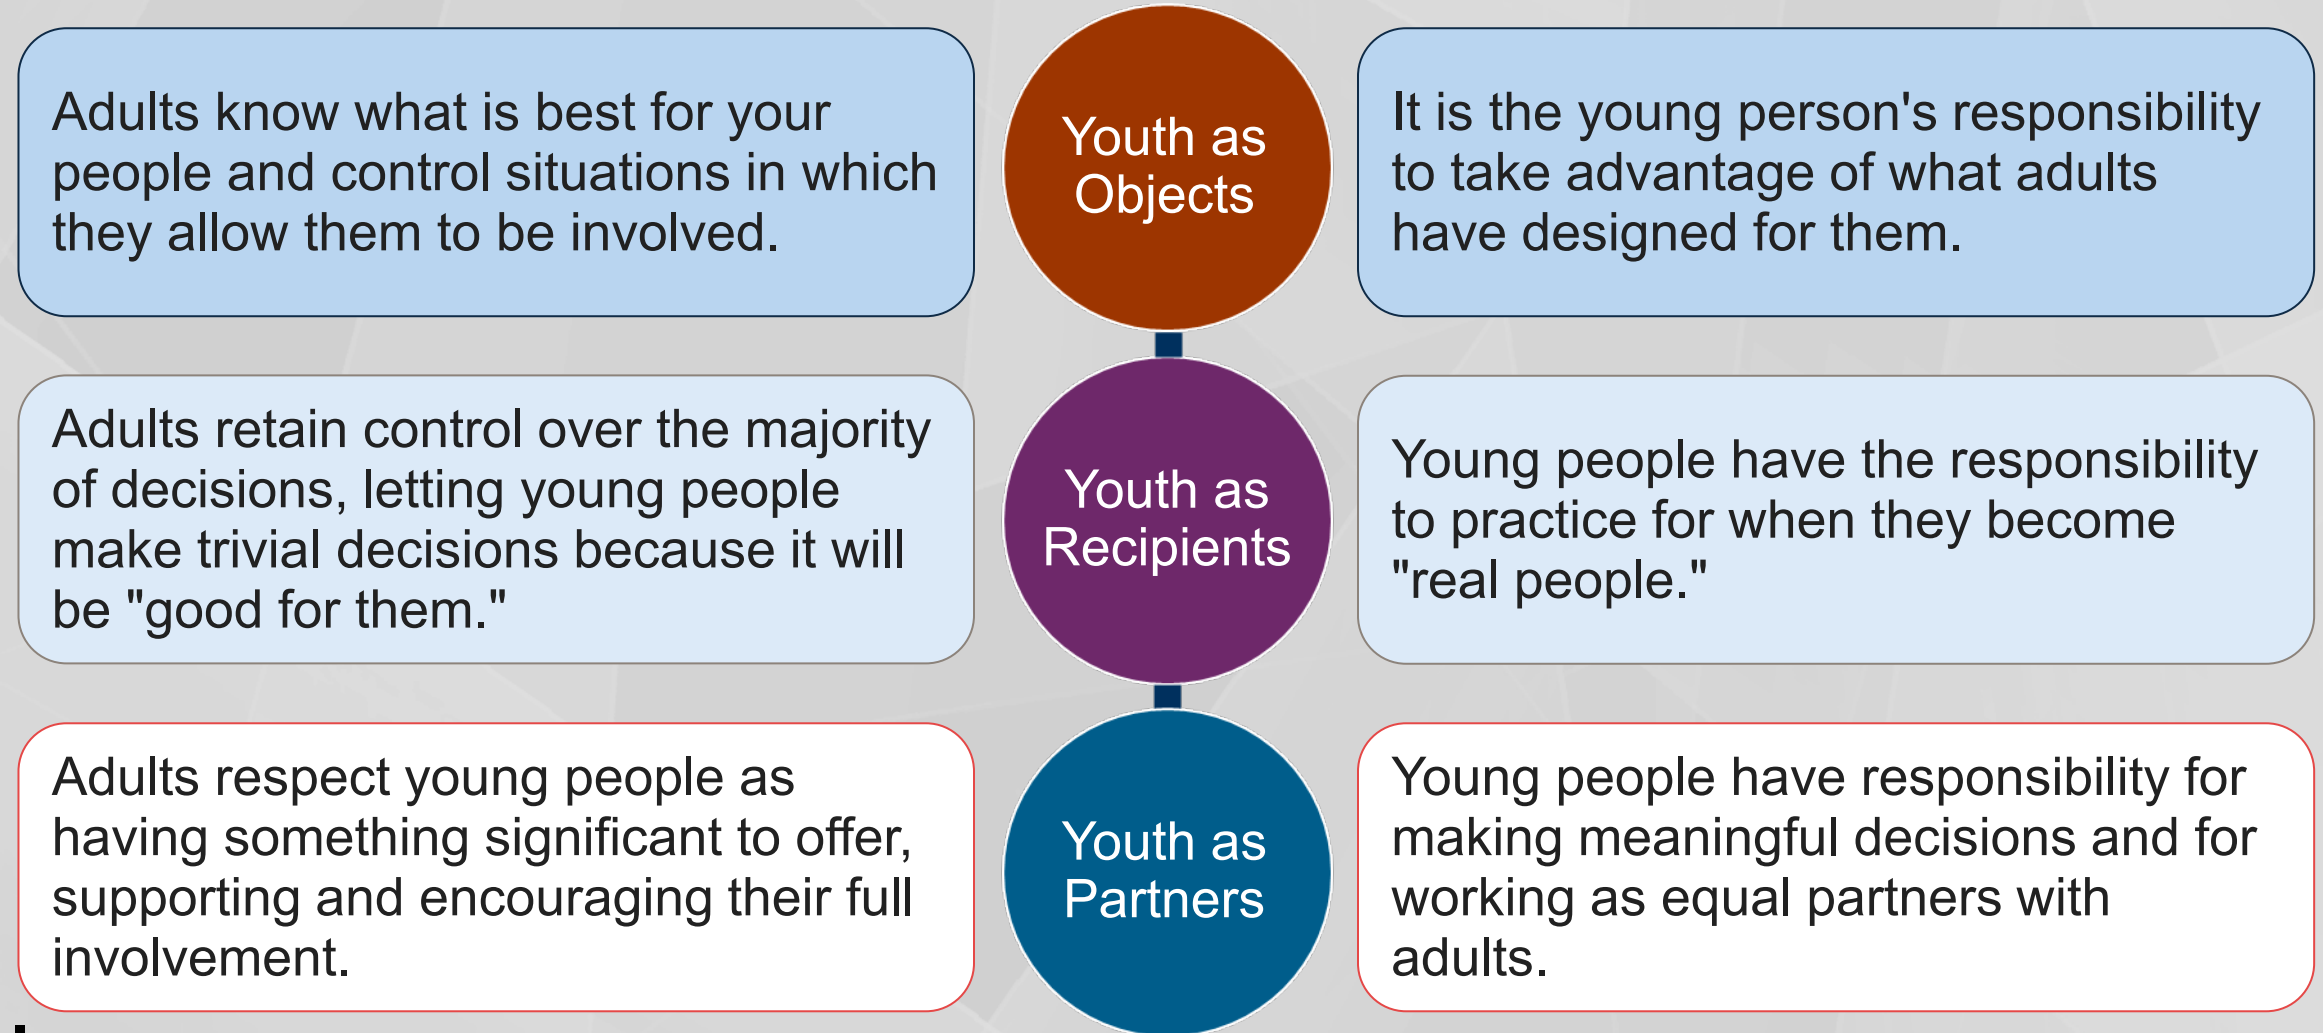 Adults know what is best for your
people and control situations in which
they allow them to be involved.
Youth as
Objects
It is the young person's responsibility
to take advantage of what adults
have designed for them.
Adults retain control over the majority
of decisions, letting young people
make trivial decisions because it will
be "good for them."
Youth as
Recipients
Young people have the responsibility
to practice for when they become
"real people."
Adults respect young people as
having something significant to offer,
supporting and encouraging their full
involvement.
Youth as
Partners
Young people have responsibility for
making meaningful decisions and for
working as equal partners with
adults.